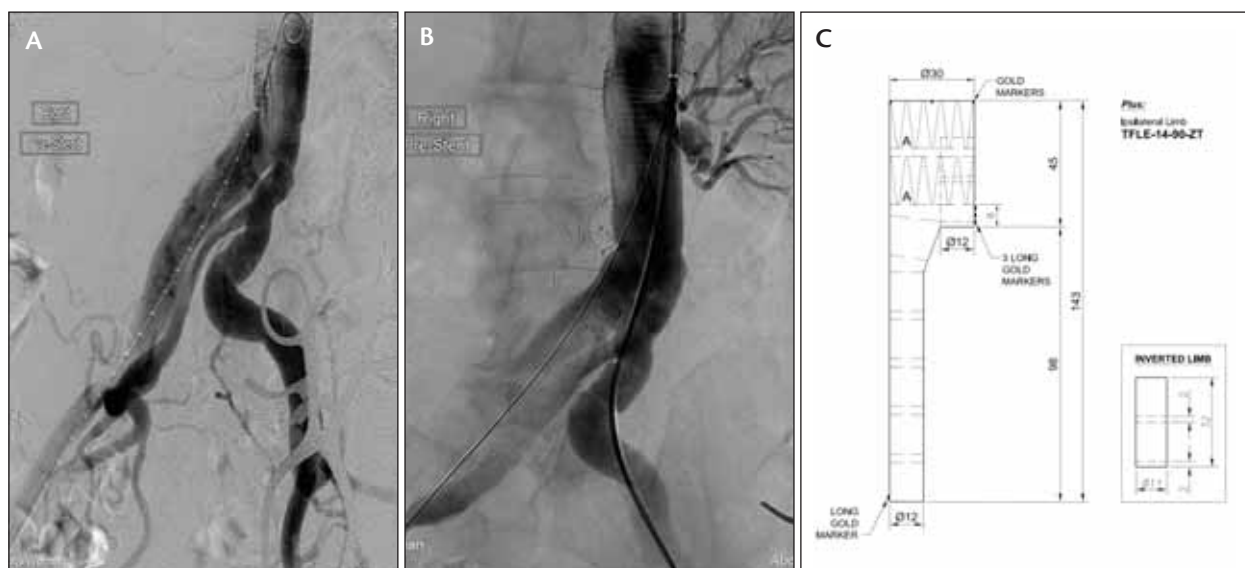 A
B
Right
C
Ø30
GOLD
MARKERS
Plus:
Ipsilateral Limb
TFLE-14-90-ZT
A
45
A
Ø12
3 LONG
GOLD
MARKERS
143
98
INVERTED LIMB
LONG
GOLD
MARKER
Ø12